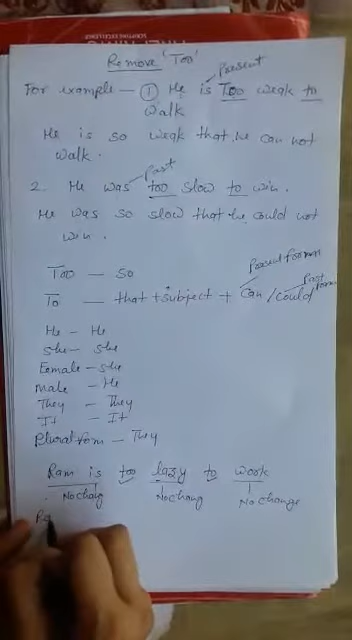 Remove 'Too'
Present
For example — ① He is Too weak to
walk
He is so weak that he can not
walk.
Past
2. He was too slow to win.
He was so slow that he could not
win.
Too — so
Present form
Past form
To — that + subject + Can / Could
He - He
She - She
Female - She
Male - He
They - They
It - It
Plural form - They
Ram is too lazy to work
No chang No chang No change
Ra